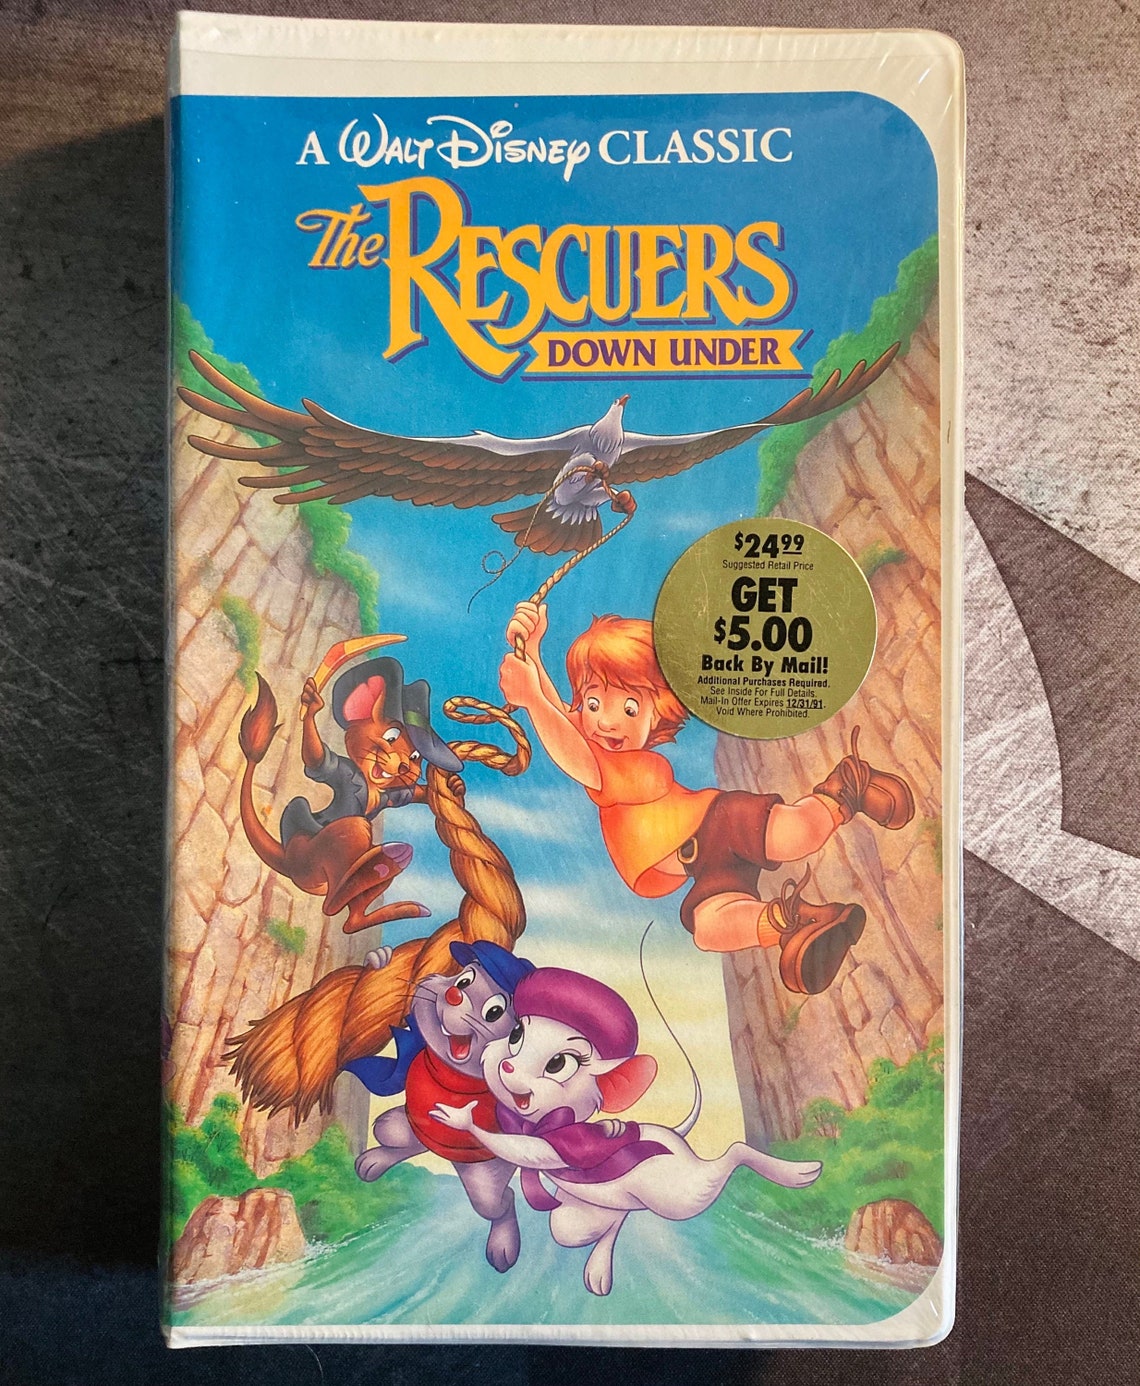 A WALT DISNEY CLASSIC
The RESCUERS
DOWN UNDER
$24.99
Suggested Retail Price
GET
$5.00
Back By Mail!
Additional Purchases Required.
See Inside For Full Details.
Mail-In Offer Expires 12/31/91.
Void Where Prohibited.